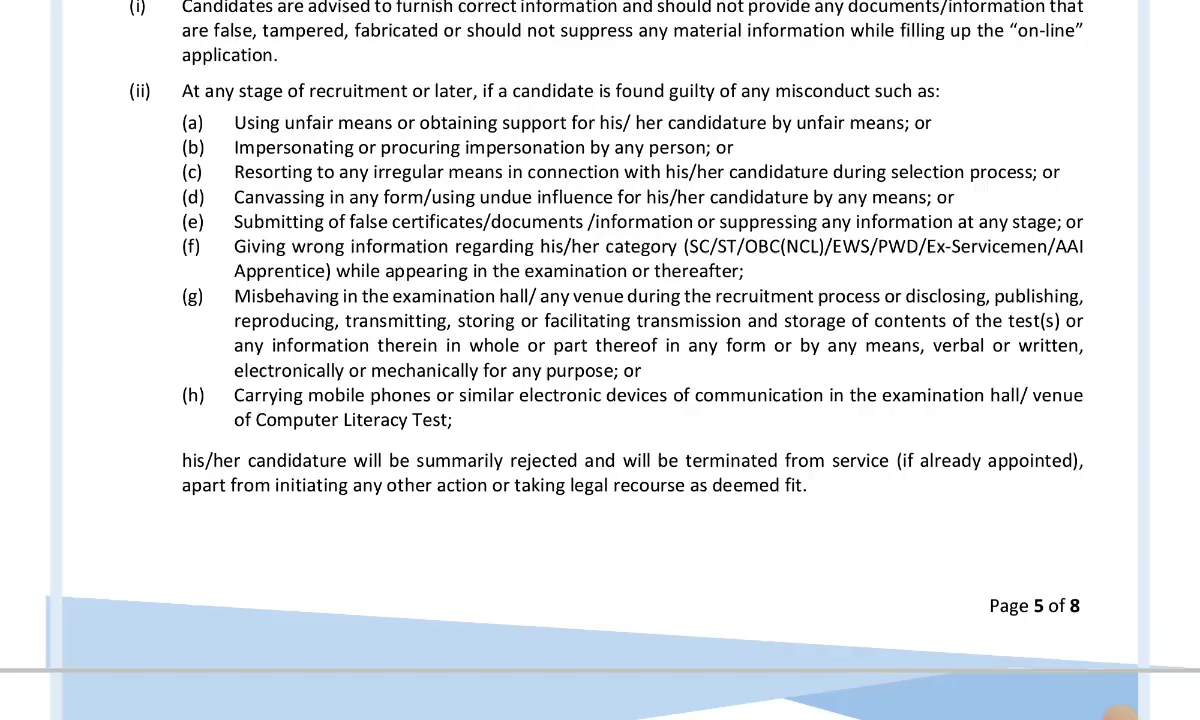 (i) Candidates are advised to furnish correct information and should not provide any documents/information that
are false, tampered, fabricated or should not suppress any material information while filling up the “on-line”
application.
(ii) At any stage of recruitment or later, if a candidate is found guilty of any misconduct such as:
(a) Using unfair means or obtaining support for his/ her candidature by unfair means; or
(b) Impersonating or procuring impersonation by any person; or
(c) Resorting to any irregular means in connection with his/her candidature during selection process; or
(d) Canvassing in any form/using undue influence for his/her candidature by any means; or
(e) Submitting of false certificates/documents /information or suppressing any information at any stage; or
(f) Giving wrong information regarding his/her category (SC/ST/OBC(NCL)/EWS/PWD/Ex-Servicemen/AAI
Apprentice) while appearing in the examination or thereafter;
(g) Misbehaving in the examination hall/ any venue during the recruitment process or disclosing, publishing,
reproducing, transmitting, storing or facilitating transmission and storage of contents of the test(s) or
any information therein in whole or part thereof in any form or by any means, verbal or written,
electronically or mechanically for any purpose; or
(h) Carrying mobile phones or similar electronic devices of communication in the examination hall/ venue
of Computer Literacy Test;
his/her candidature will be summarily rejected and will be terminated from service (if already appointed),
apart from initiating any other action or taking legal recourse as deemed fit.
Page 5 of 8